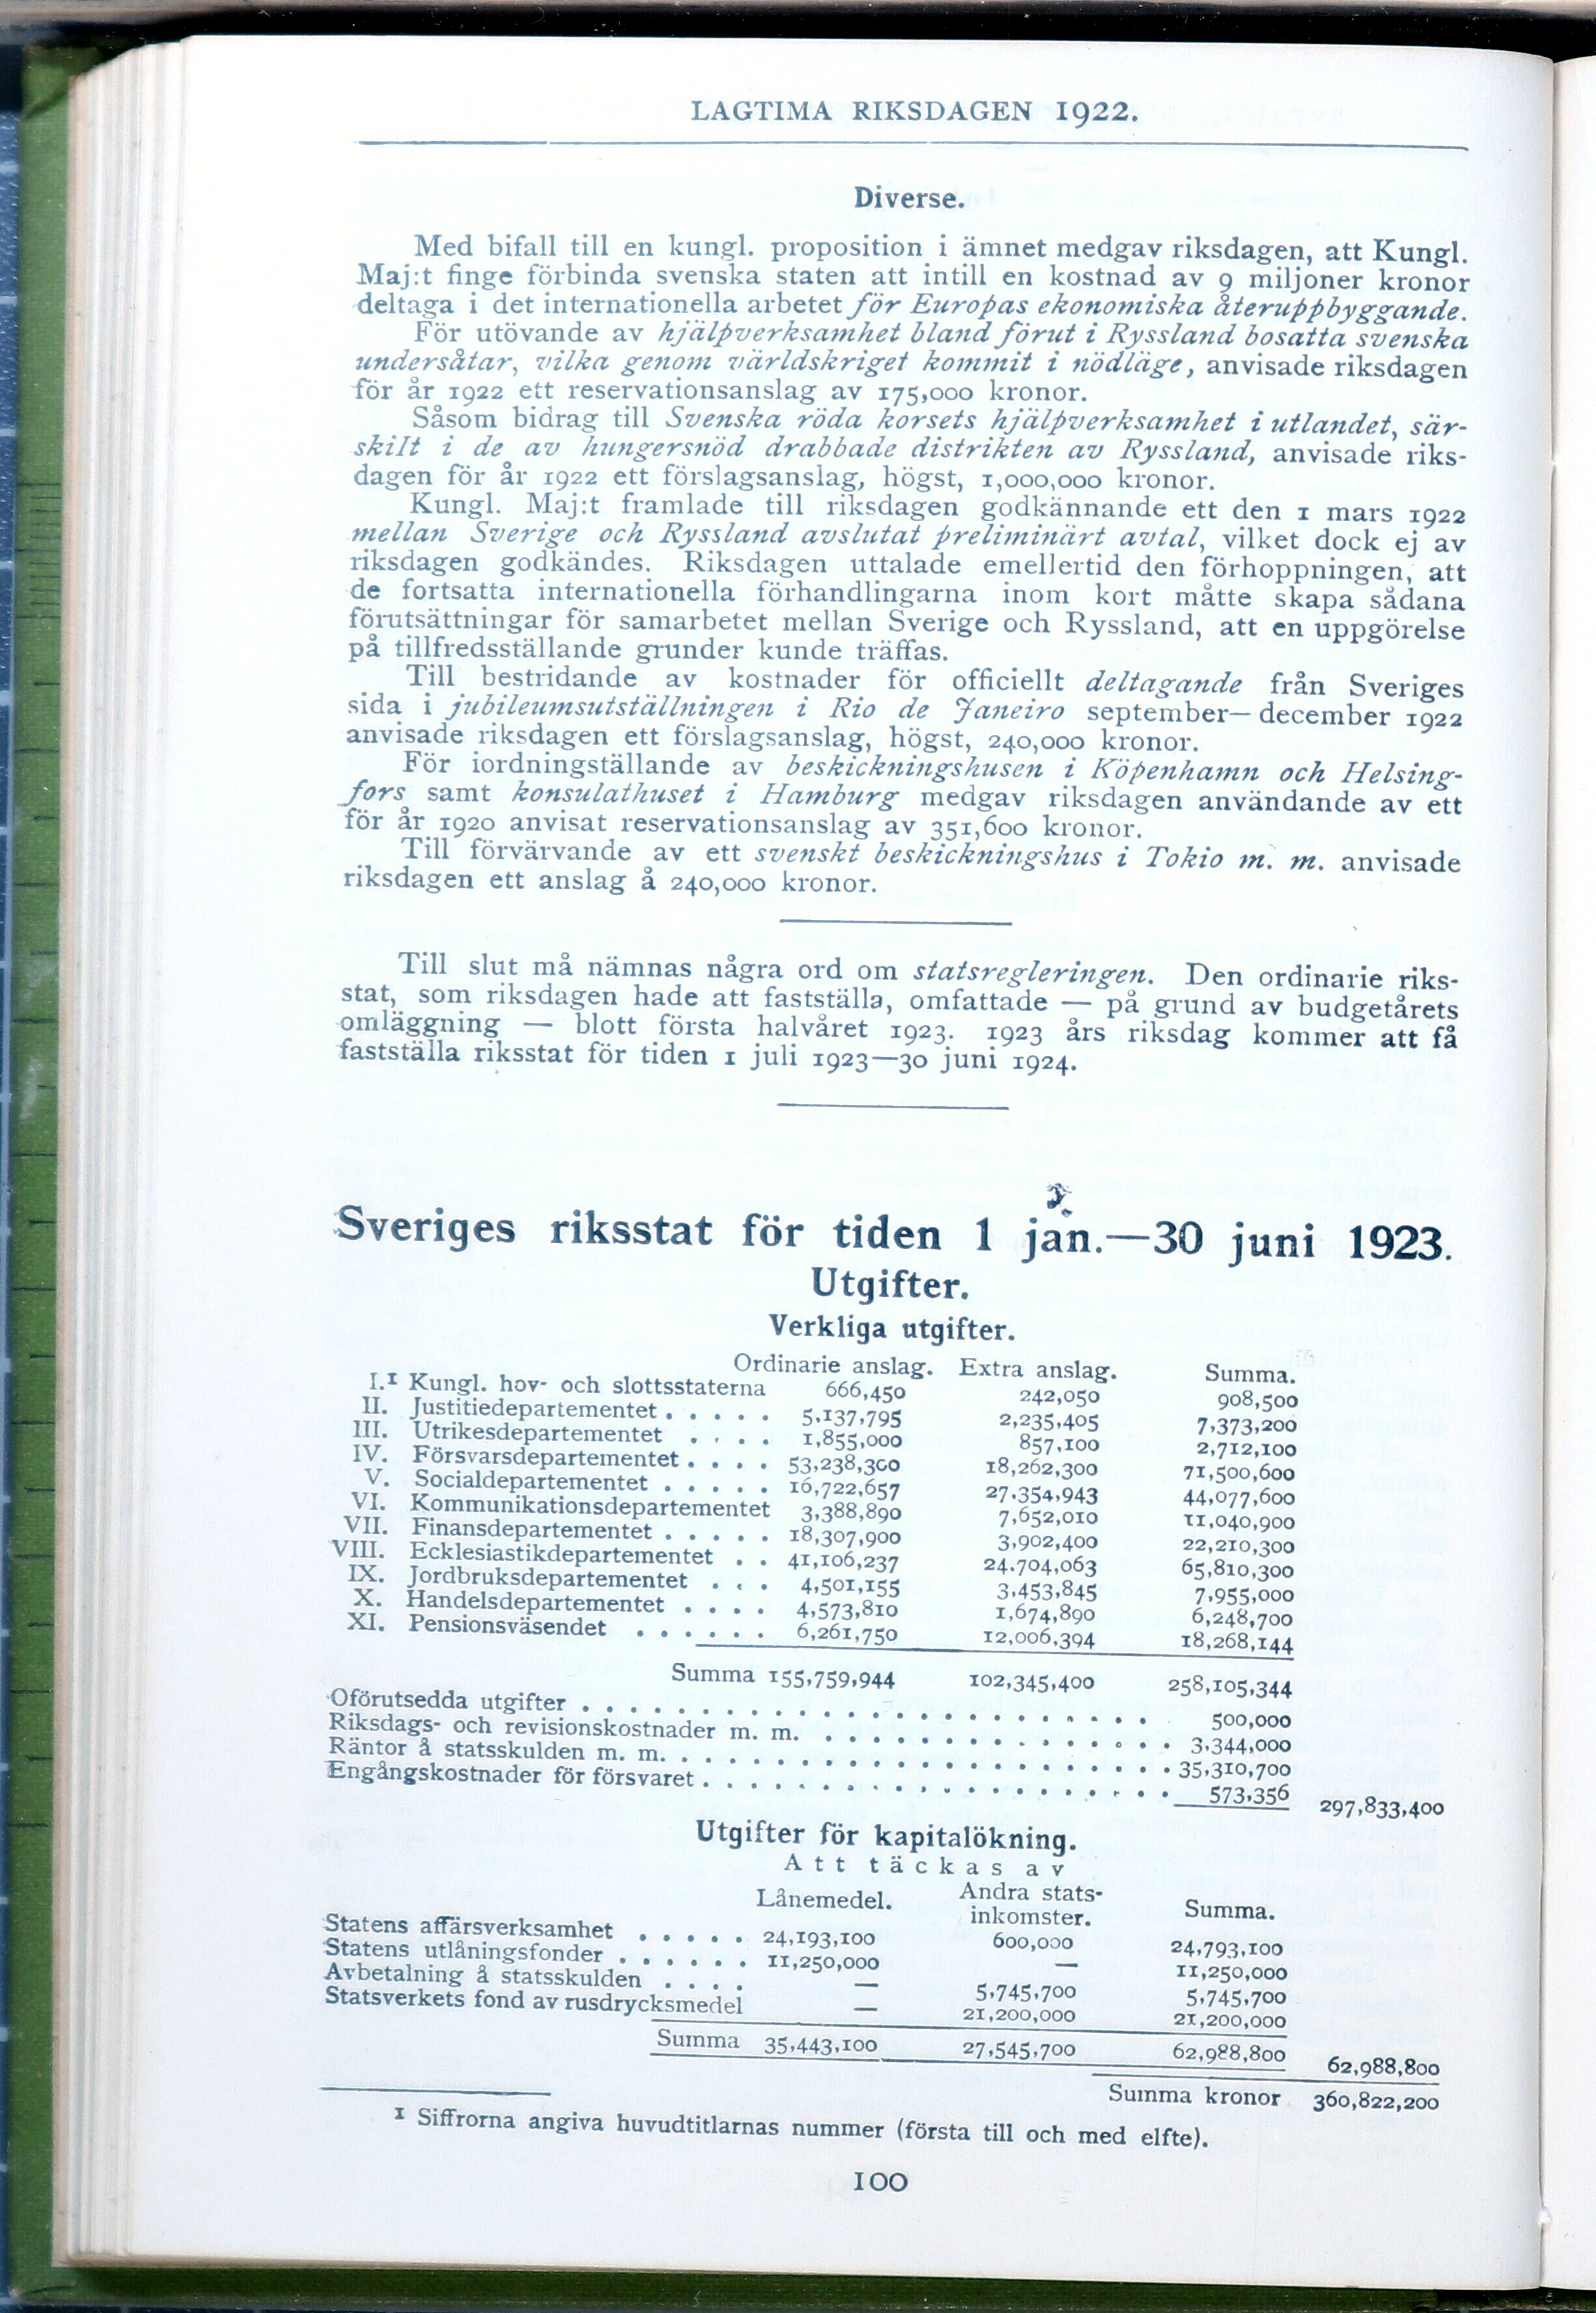 LAGTIMA RIKSDAGEN 1922.
Diverse.
Med bifall till en kungl. proposition i ämnet medgav riksdagen, att Kungl.
Maj:t finge förbinda svenska staten att intill en kostnad av 9 miljoner kronor
deltaga i det internationella arbetet för Europas ekonomiska återuppbyggande.
För utövande av hjälpverksamhet bland förut i Ryssland bosatta svenska
undersåtar, vilka genom världskriget kommit i nödläge, anvisade riksdagen
för år 1922 ett reservationsanslag av 175,000 kronor.
Såsom bidrag till Svenska röda korsets hjälpverksamhet i utlandet, sär-
skilt i de av hungersnöd drabbade distrikten av Ryssland, anvisade riks-
dagen för år 1922 ett förslagsanslag, högst, 1,000,000 kronor.
Kungl. Maj:t framlade till riksdagen godkännande ett den 1 mars 1922
mellan Sverige och Ryssland avslutat preliminärt avtal, vilket dock ej av
riksdagen godkändes. Riksdagen uttalade emellertid den förhoppningen, att
de fortsatta internationella förhandlingarna inom kort måtte skapa sådana
förutsättningar för samarbetet mellan Sverige och Ryssland, att en uppgörelse
på tillfredsställande grunder kunde träffas.
Till bestridande av kostnader för officiellt deltagande från Sveriges
sida i jubileumsutställningen i Rio de Janeiro september—december 1922
anvisade riksdagen ett förslagsanslag, högst, 240,000 kronor.
För iordningställande av beskickningshusen i Köpenhamn och Helsing-
fors samt konsulathuset i Hamburg medgav riksdagen användande av ett
för år 1920 anvisat reservationsanslag av 351,600 kronor.
Till förvärvande av ett svenskt beskickningshus i Tokio m. m. anvisade
riksdagen ett anslag å 240,000 kronor.
Till slut må nämnas några ord om statsregleringen. Den ordinarie riks-
stat, som riksdagen hade att fastställa, omfattade — på grund av budgetårets
omläggning — blott första halvåret 1923. 1923 års riksdag kommer att få
fastställa riksstat för tiden 1 juli 1923—30 juni 1924.
Sveriges riksstat för tiden 1 jan.—30 juni 1923.
Utgifter.
Verkliga utgifter.
Ordinarie anslag. Extra anslag. Summa.
I.¹ Kungl. hov- och slottsstaterna 666,450 242,050 908,500
II. Justitiedepartementet . . . . . 5,137,795 2,235,405 7,373,200
III. Utrikesdepartementet . . . . 1,855,000 857,100 2,712,100
IV. Försvarsdepartementet . . . . 53,238,300 18,262,300 71,500,600
V. Socialdepartementet . . . . . 16,722,657 27,354,943 44,077,600
VI. Kommunikationsdepartementet 3,388,890 7,652,010 11,040,900
VII. Finansdepartementet . . . . . 18,307,900 3,902,400 22,210,300
VIII. Ecklesiastikdepartementet . . 41,106,237 24,704,063 65,810,300
IX. Jordbruksdepartementet . . . 4,501,155 3,453,845 7,955,000
X. Handelsdepartementet . . . . 4,573,810 1,674,890 6,248,700
XI. Pensionsväsendet . . . . . . 6,261,750 12,006,394 18,268,144
Summa 155,759,944 102,345,400 258,105,344
Oförutsedda utgifter . . . . . . . . . . . . . . . . . . . . 500,000
Riksdags- och revisionskostnader m. m. . . . . . . . . . . . . . . 3,344,000
Räntor å statsskulden m. m. . . . . . . . . . . . . . . . . . . 35,310,700
Engångskostnader för försvaret . . . . . . . . . . . . . . . . . 573,356 297,833,400
Utgifter för kapitalökning.
Att täckas av
Lånemedel. Andra stats-
inkomster. Summa.
Statens affärsverksamhet . . . . . 24,193,100 600,000 24,793,100
Statens utlåningsfonder . . . . . . 11,250,000 — 11,250,000
Avbetalning å statsskulden . . . . — 5,745,700 5,745,700
Statsverkets fond av rusdrycksmedel — 21,200,000 21,200,000
Summa 35,443,100 27,545,700 62,988,800 62,988,800
Summa kronor 360,822,200
¹ Siffrorna angiva huvudtitlarnas nummer (första till och med elfte).
100